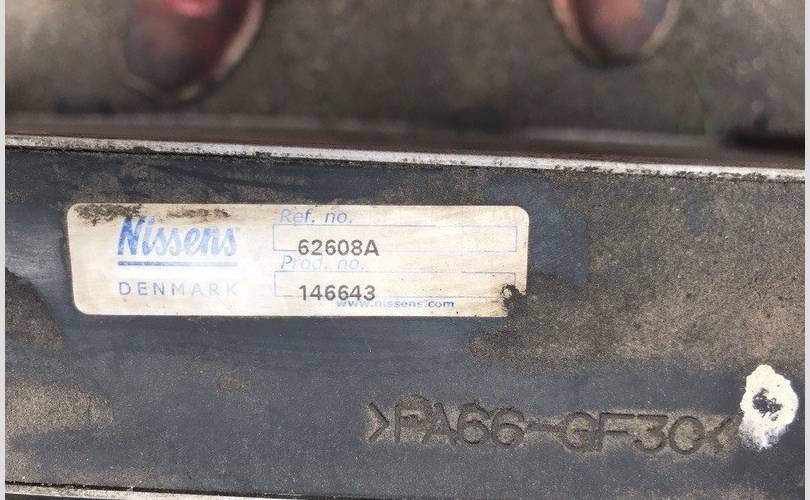 Nissens
DENMARK
Ref. no.
62608A
Prod. no.
146643
www.nissens.com
>PA66-GF30<